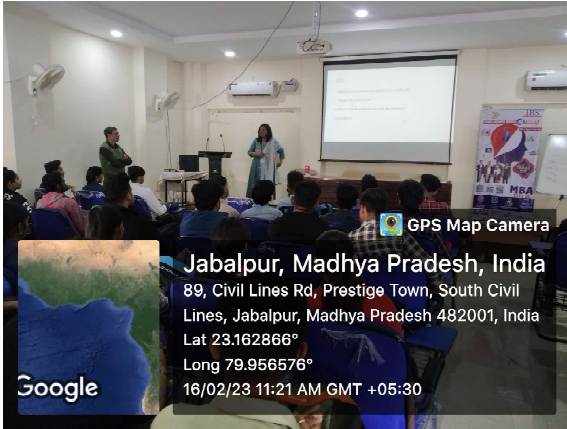 IBS
MBA
GPS Map Camera
Jabalpur, Madhya Pradesh, India
89, Civil Lines Rd, Prestige Town, South Civil
Lines, Jabalpur, Madhya Pradesh 482001, India
Lat 23.162866°
Long 79.956576°
16/02/23 11:21 AM GMT +05:30
Google